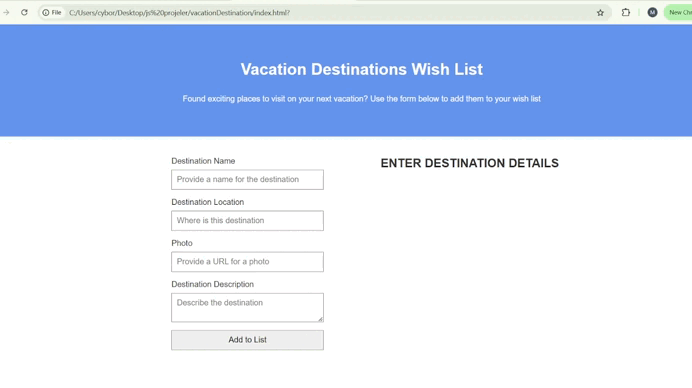 File
C:/Users/cybor/Desktop/js%20projeler/vacationDestination/index.html?
M
New Ch
Vacation Destinations Wish List
Found exciting places to visit on your next vacation? Use the form below to add them to your wish list
Destination Name
Provide a name for the destination
Destination Location
Where is this destination
Photo
Provide a URL for a photo
Destination Description
Describe the destination
Add to List
ENTER DESTINATION DETAILS